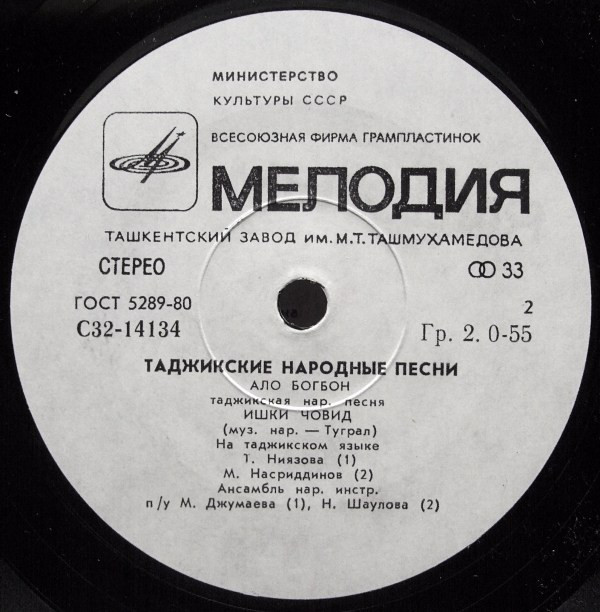 МИНИСТЕРСТВО
КУЛЬТУРЫ СССР
ВСЕСОЮЗНАЯ ФИРМА ГРАМПЛАСТИНОК
МЕЛОДИЯ
ТАШКЕНТСКИЙ ЗАВОД ИМ. М.Т. ТАШМУХАМЕДОВА
СТЕРЕО 33
ГОСТ 5289-80 2
С32-14134 Гр. 2. 0-55
ТАДЖИКСКИЕ НАРОДНЫЕ ПЕСНИ
АЛО БОГБОН
таджикская нар. песня
ИШКИ ЧОВИД
(муз. нар. — Туграл)
На таджикском языке
Т. Ниязова (1)
М. Насриддинов (2)
Ансамбль нар. инстр.
п/у М. Джумаева (1), Н. Шаулова (2)